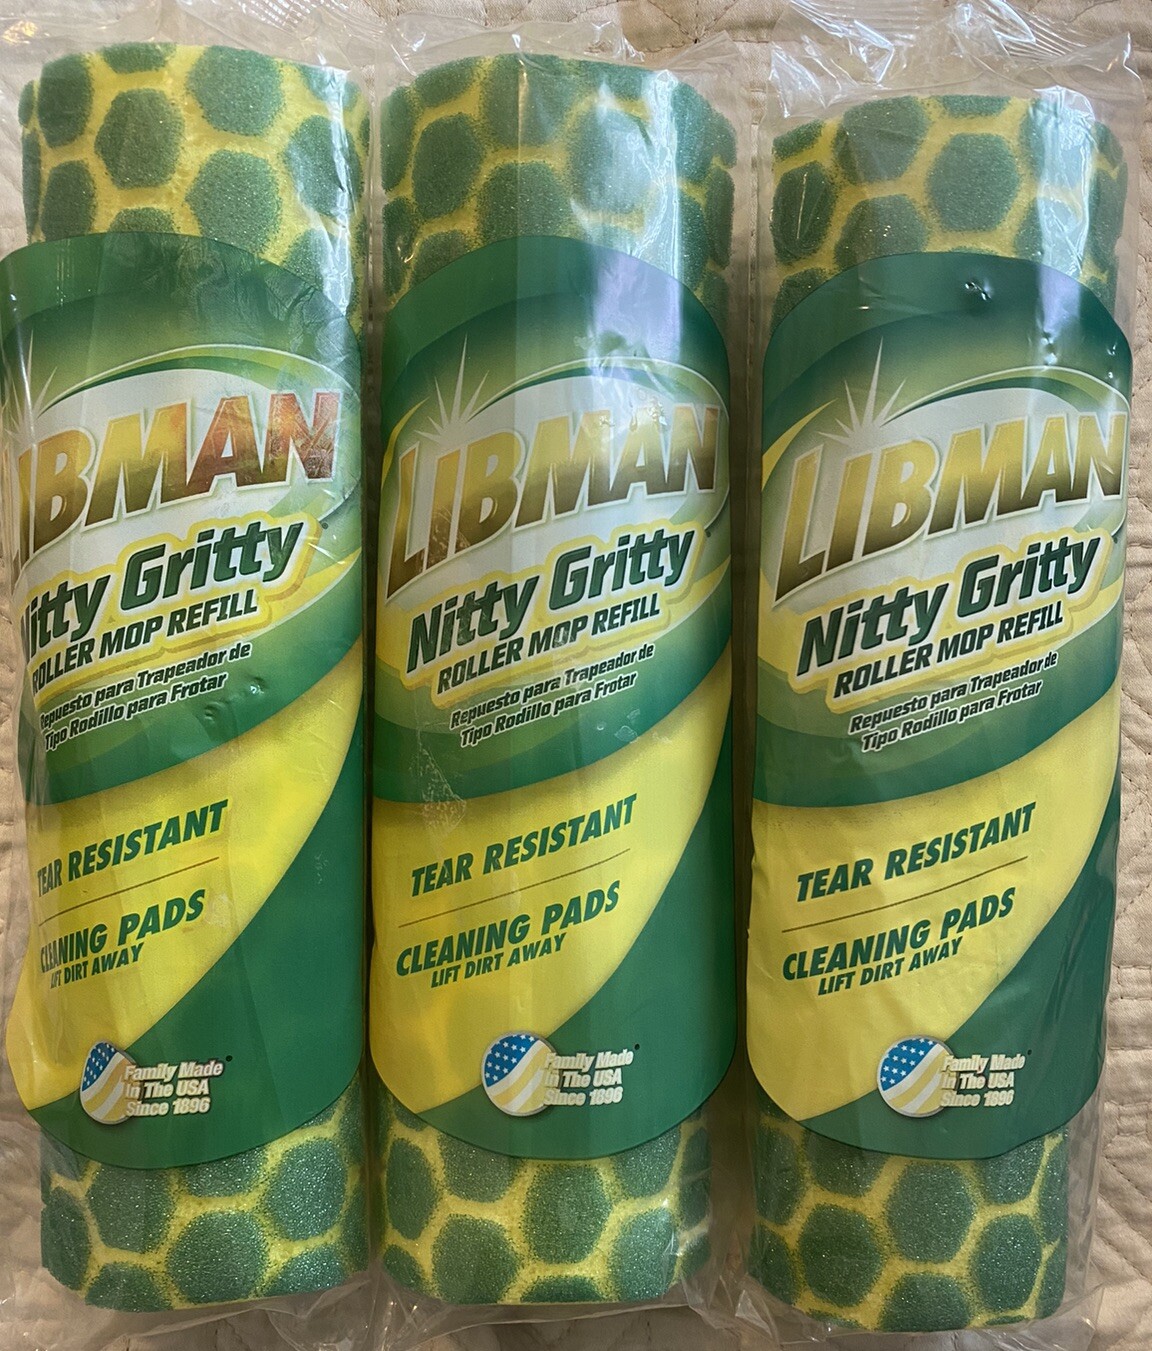 IBMAN
itty Gritty
ROLLER MOP REFILL
Repuesto para Trapeador de
Tipo Rodillo para Frotar
TEAR RESISTANT
CLEANING PADS
LIFT DIRT AWAY
Family Made
In The USA
Since 1896
LIBMAN
Nitty Gritty
ROLLER MOP REFILL
Repuesto para Trapeador de
Tipo Rodillo para Frotar
TEAR RESISTANT
CLEANING PADS
LIFT DIRT AWAY
Family Made
In The USA
Since 1896
LIBMAN
Nitty Gritty
ROLLER MOP REFILL
Repuesto para Trapeador de
Tipo Rodillo para Frotar
TEAR RESISTANT
CLEANING PADS
LIFT DIRT AWAY
Family Made
In The USA
Since 1896